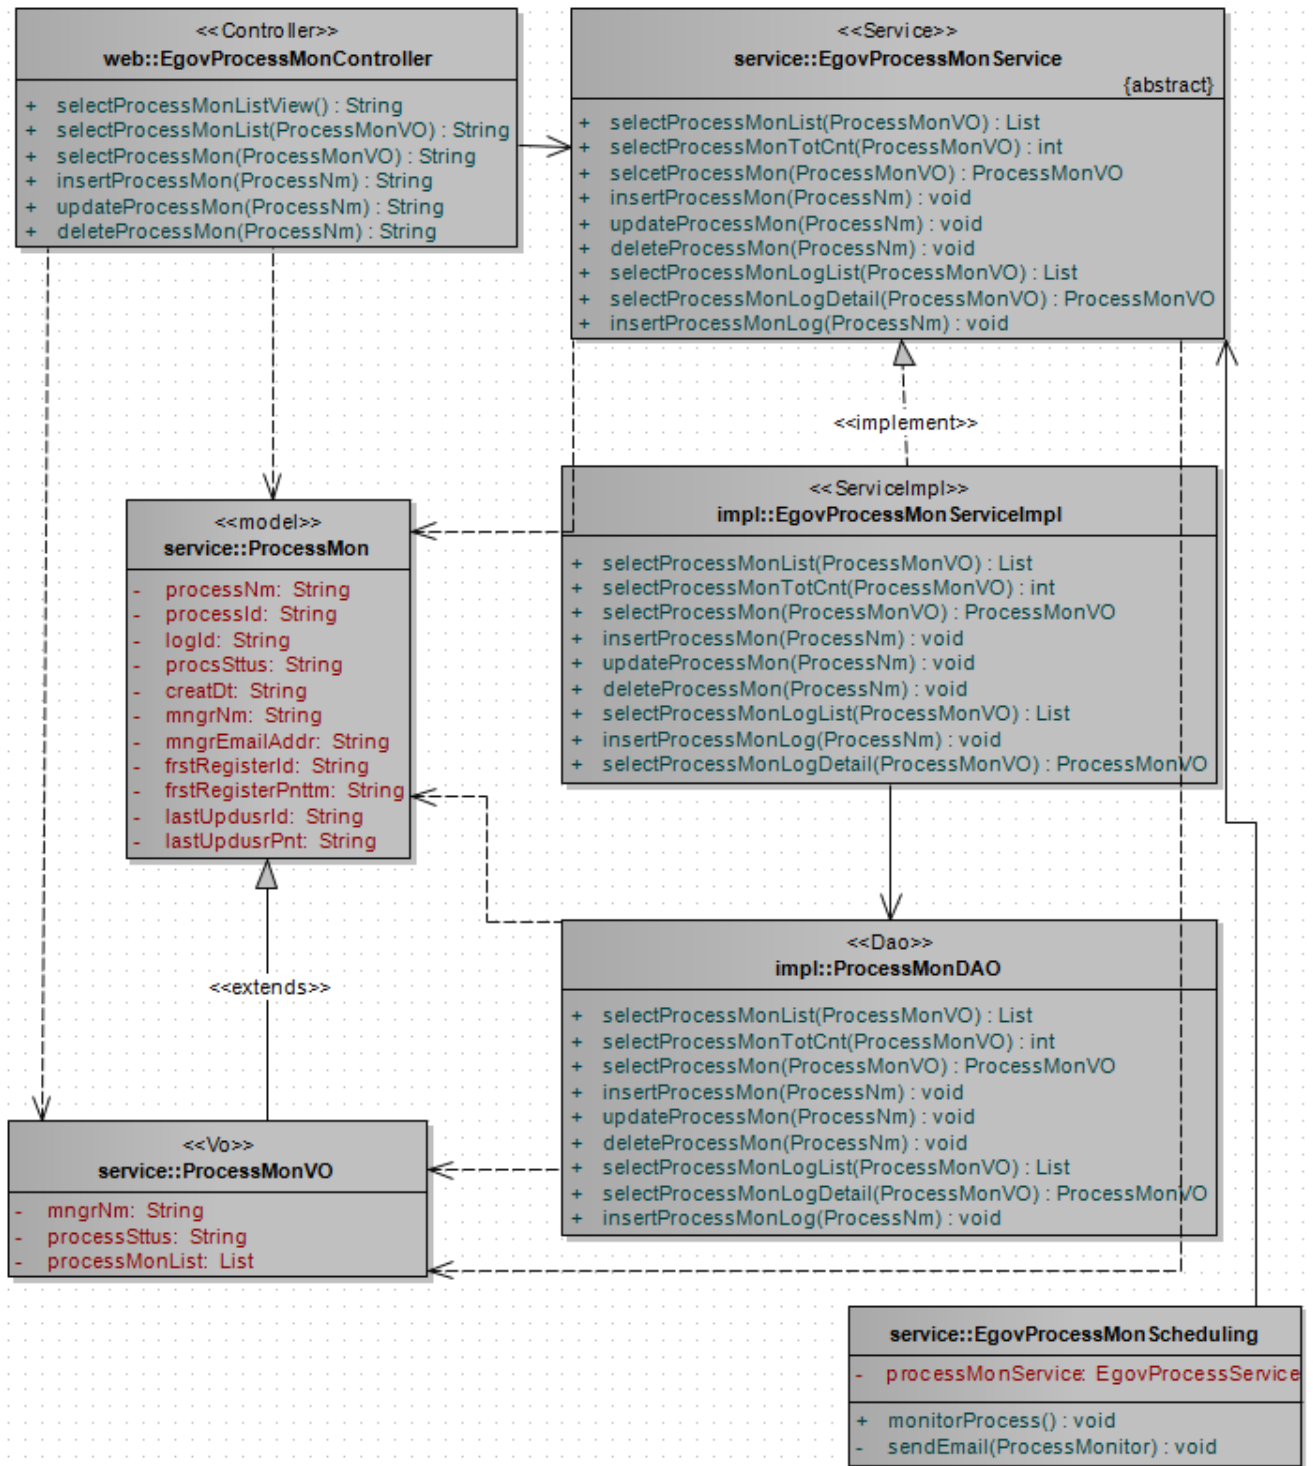 <<Controller>>
web::EgovProcessMonController
+ selectProcessMonListView() : String
+ selectProcessMonList(ProcessMonVO) : String
+ selectProcessMon(ProcessMonVO) : String
+ insertProcessMon(ProcessNm) : String
+ updateProcessMon(ProcessNm) : String
+ deleteProcessMon(ProcessNm) : String
<<Service>>
service::EgovProcessMonService
{abstract}
+ selectProcessMonList(ProcessMonVO) : List
+ selectProcessMonTotCnt(ProcessMonVO) : int
+ selcetProcessMon(ProcessMonVO) : ProcessMonVO
+ insertProcessMon(ProcessNm) : void
+ updateProcessMon(ProcessNm) : void
+ deleteProcessMon(ProcessNm) : void
+ selectProcessMonLogList(ProcessMonVO) : List
+ selectProcessMonLogDetail(ProcessMonVO) : ProcessMonVO
+ insertProcessMonLog(ProcessNm) : void
<<implement>>
<<model>>
service::ProcessMon
- processNm: String
- processId: String
- logId: String
- procsSttus: String
- creatDt: String
- mngrNm: String
- mngrEmailAddr: String
- frstRegisterId: String
- frstRegisterPnttm: String
- lastUpdusrId: String
- lastUpdusrPnt: String
<<ServiceImpl>>
impl::EgovProcessMonServiceImpl
+ selectProcessMonList(ProcessMonVO) : List
+ selectProcessMonTotCnt(ProcessMonVO) : int
+ selectProcessMon(ProcessMonVO) : ProcessMonVO
+ insertProcessMon(ProcessNm) : void
+ updateProcessMon(ProcessNm) : void
+ deleteProcessMon(ProcessNm) : void
+ selectProcessMonLogList(ProcessMonVO) : List
+ insertProcessMonLog(ProcessNm) : void
+ selectProcessMonLogDetail(ProcessMonVO) : ProcessMonVO
<<extends>>
<<Dao>>
impl::ProcessMonDAO
+ selectProcessMonList(ProcessMonVO) : List
+ selectProcessMonTotCnt(ProcessMonVO) : int
+ selectProcessMon(ProcessMonVO) : ProcessMonVO
+ insertProcessMon(ProcessNm) : void
+ updateProcessMon(ProcessNm) : void
+ deleteProcessMon(ProcessNm) : void
+ selectProcessMonLogList(ProcessMonVO) : List
+ selectProcessMonLogDetail(ProcessMonVO) : ProcessMonVO
+ insertProcessMonLog(ProcessNm) : void
<<Vo>>
service::ProcessMonVO
- mngrNm: String
- processSttus: String
- processMonList: List
service::EgovProcessMonScheduling
- processMonService: EgovProcessService
+ monitorProcess() : void
- sendEmail(ProcessMonitor) : void